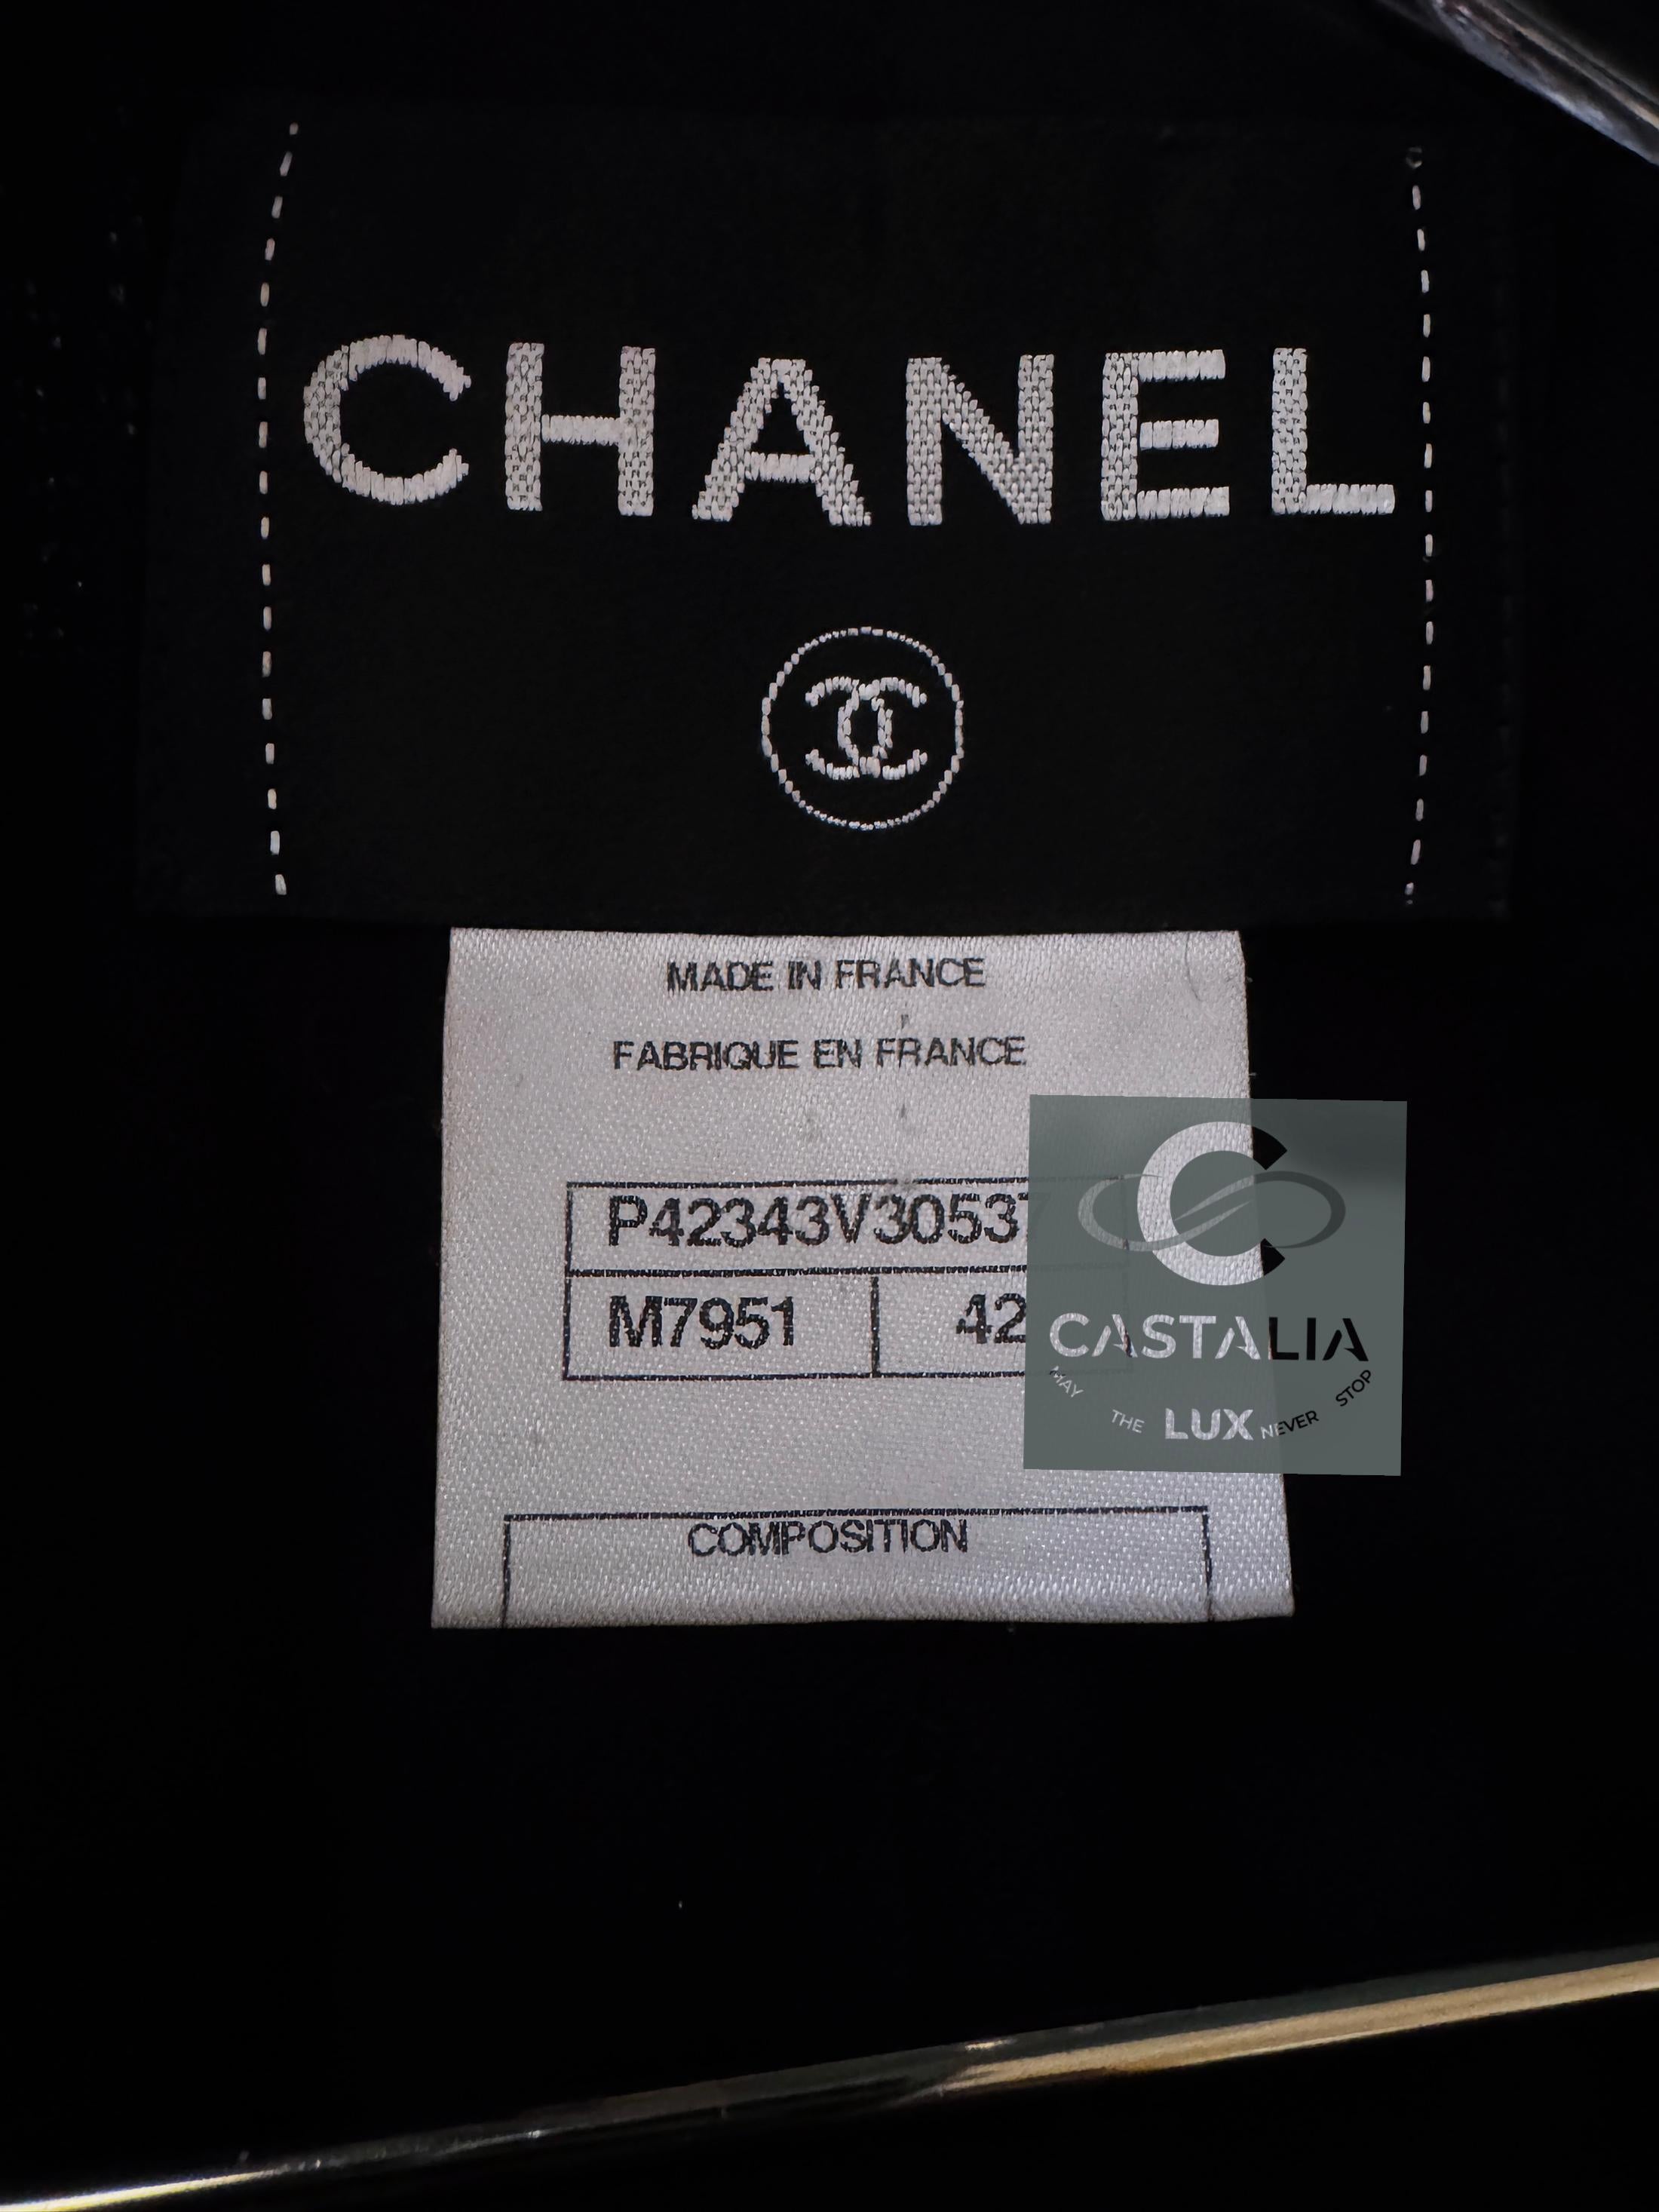 CHANEL
MADE IN FRANCE
FABRIQUE EN FRANCE
P42343V30537
M7951 42
CASTALIA
MAY THE LUX NEVER STOP
COMPOSITION